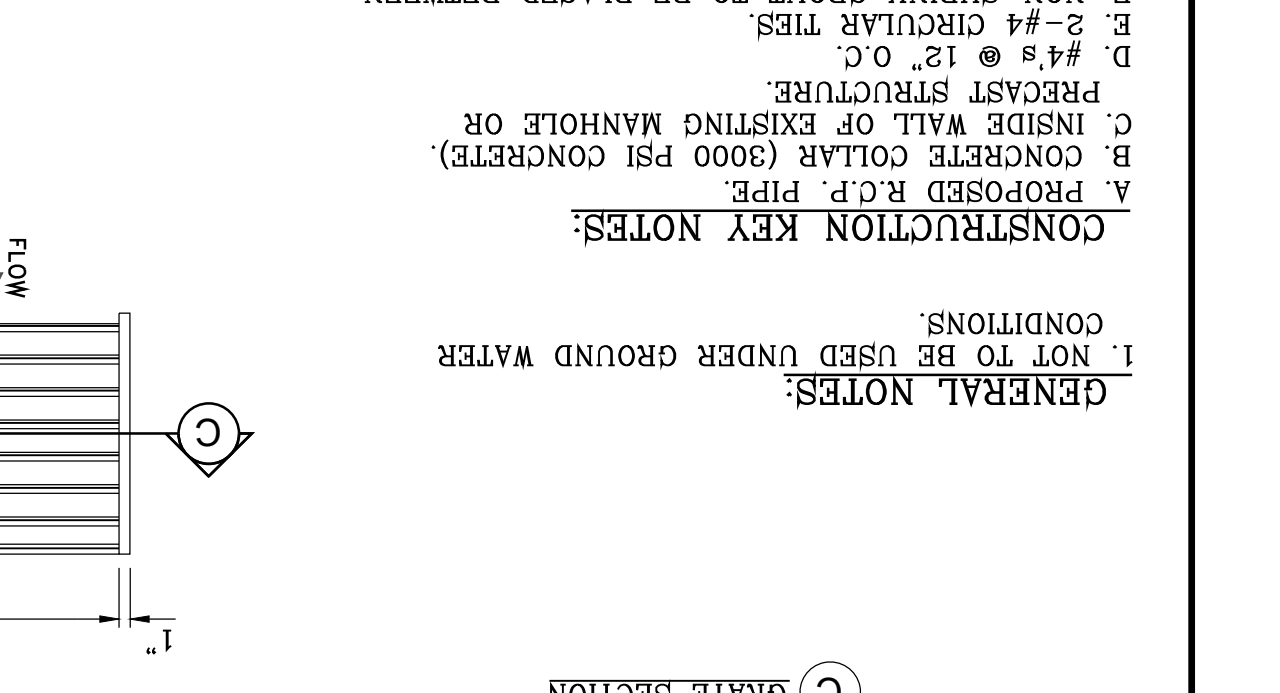 GRATE SECTION
C
1"
GENERAL NOTES:
1. NOT TO BE USED UNDER GROUND WATER
CONDITIONS.
C
FLOW
CONSTRUCTION KEY NOTES:
A. PROPOSED R.C.P. PIPE.
B. CONCRETE COLLAR (3000 PSI CONCRETE).
C. INSIDE WALL OF EXISTING MANHOLE OR
PRECAST STRUCTURE.
D. #4's @ 12" O.C.
E. 2-#4 CIRCULAR TIES.